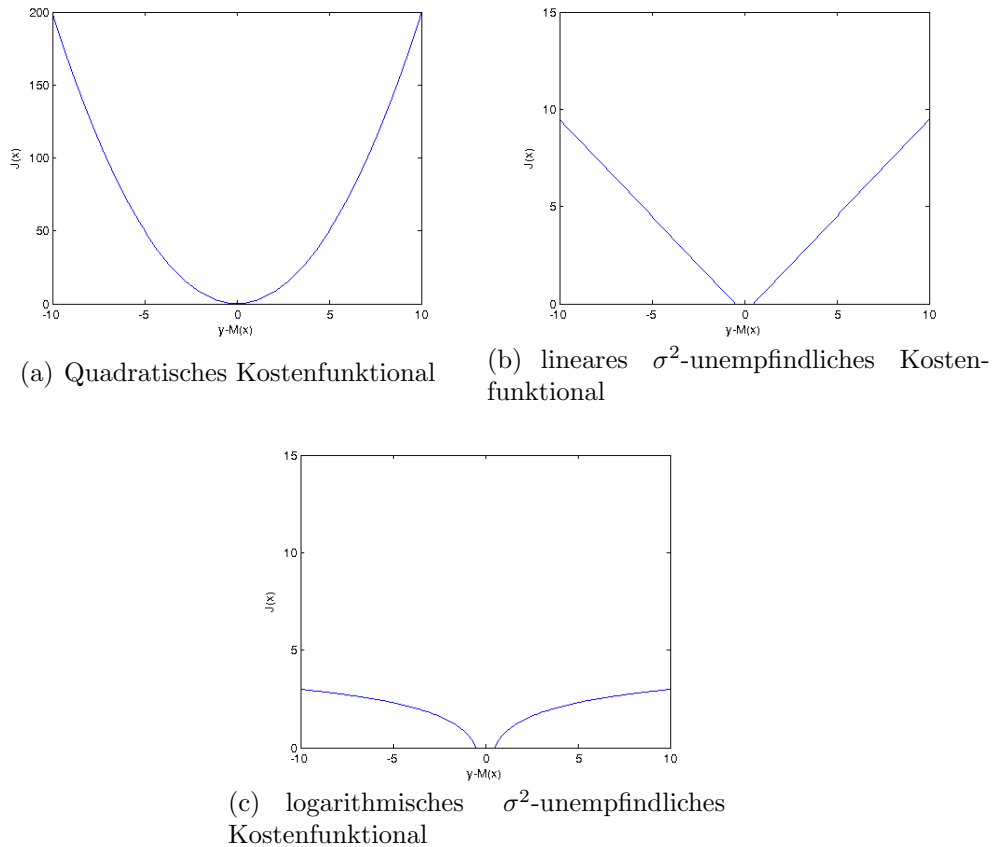 200
150
100
50
0
J(x)
-10 -5 0 5 10
y-M(x)
(a) Quadratisches Kostenfunktional
15
10
5
0
J(x)
-10 -5 0 5 10
y-M(x)
(b) lineares σ²-unempfindliches Kosten-
funktional
15
10
5
0
J(x)
-10 -5 0 5 10
y-M(x)
(c) logarithmisches σ²-unempfindliches
Kostenfunktional